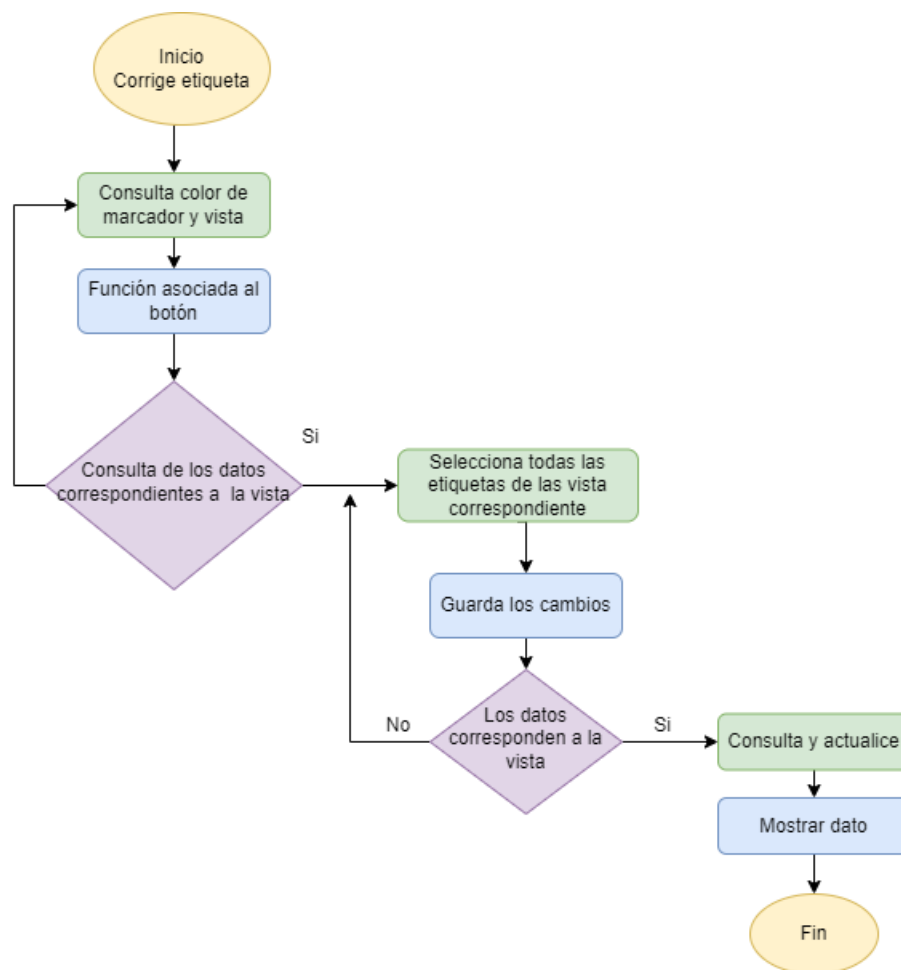 Inicio
Corrige etiqueta
Consulta color de
marcador y vista
Función asociada al
botón
Consulta de los datos
correspondientes a la vista
Si
Selecciona todas las
etiquetas de las vista
correspondiente
Guarda los cambios
Los datos
corresponden a la
vista
No
Si
Consulta y actualice
Mostrar dato
Fin